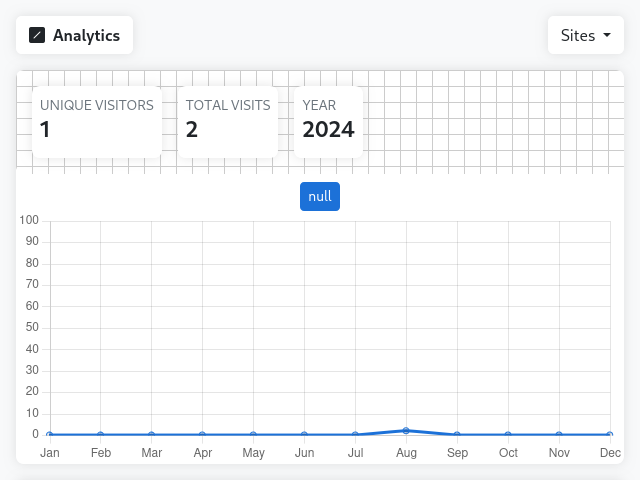 Analytics
Sites
UNIQUE VISITORS
1
TOTAL VISITS
2
YEAR
2024
null
100
90
80
70
60
50
40
30
20
10
0
Jan Feb Mar Apr May Jun Jul Aug Sep Oct Nov Dec